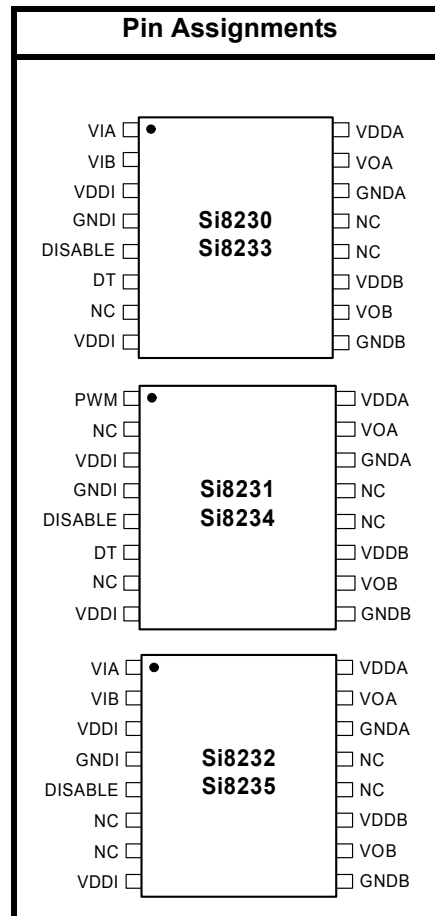 Pin Assignments
VIA VDDA
VIB VOA
VDDI GNDA
GNDI Si8230 NC
DISABLE Si8233 NC
DT VDDB
NC VOB
VDDI GNDB
PWM VDDA
NC VOA
VDDI GNDA
GNDI Si8231 NC
DISABLE Si8234 NC
DT VDDB
NC VOB
VDDI GNDB
VIA VDDA
VIB VOA
VDDI GNDA
GNDI Si8232 NC
DISABLE Si8235 NC
NC VDDB
NC VOB
VDDI GNDB